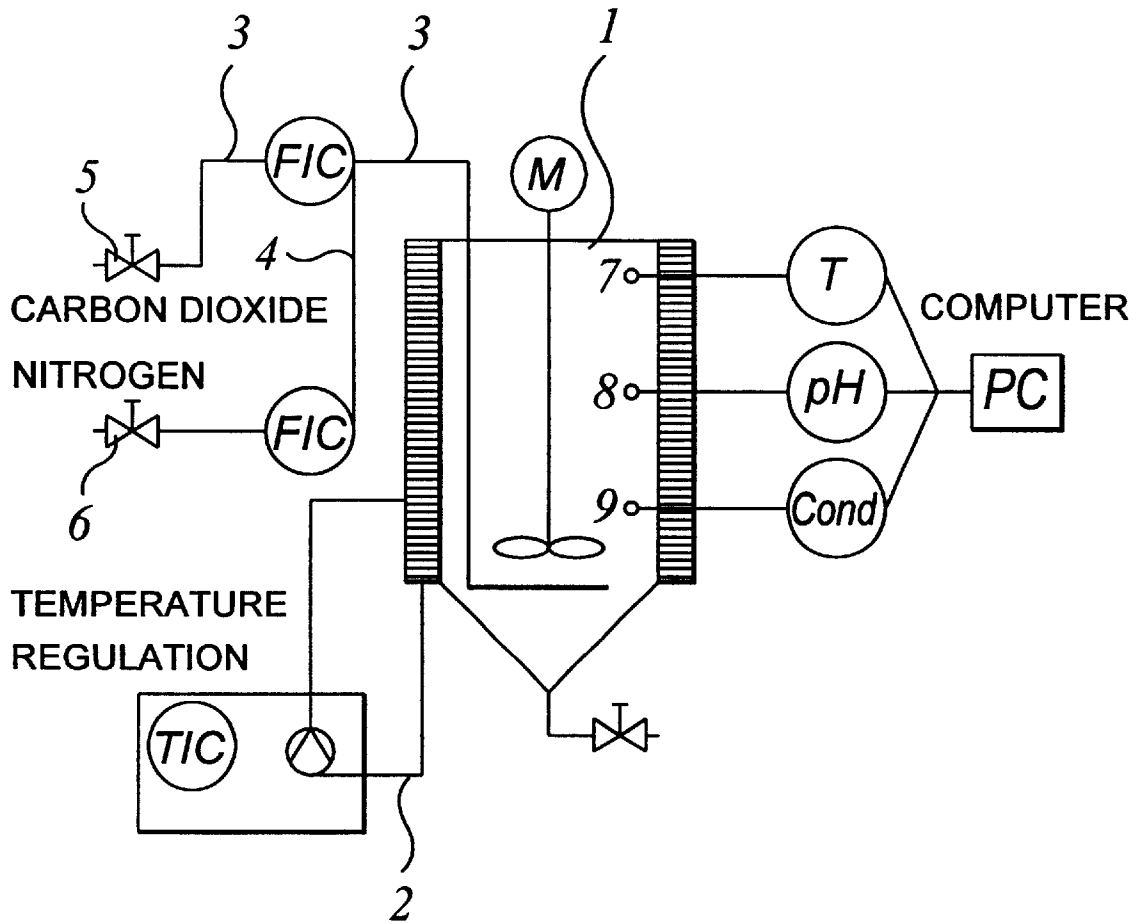 3
3
1
FIC
M
5
4
7
T
CARBON DIOXIDE
COMPUTER
NITROGEN
8
pH
PC
FIC
6
9
Cond
TEMPERATURE
REGULATION
TIC
2